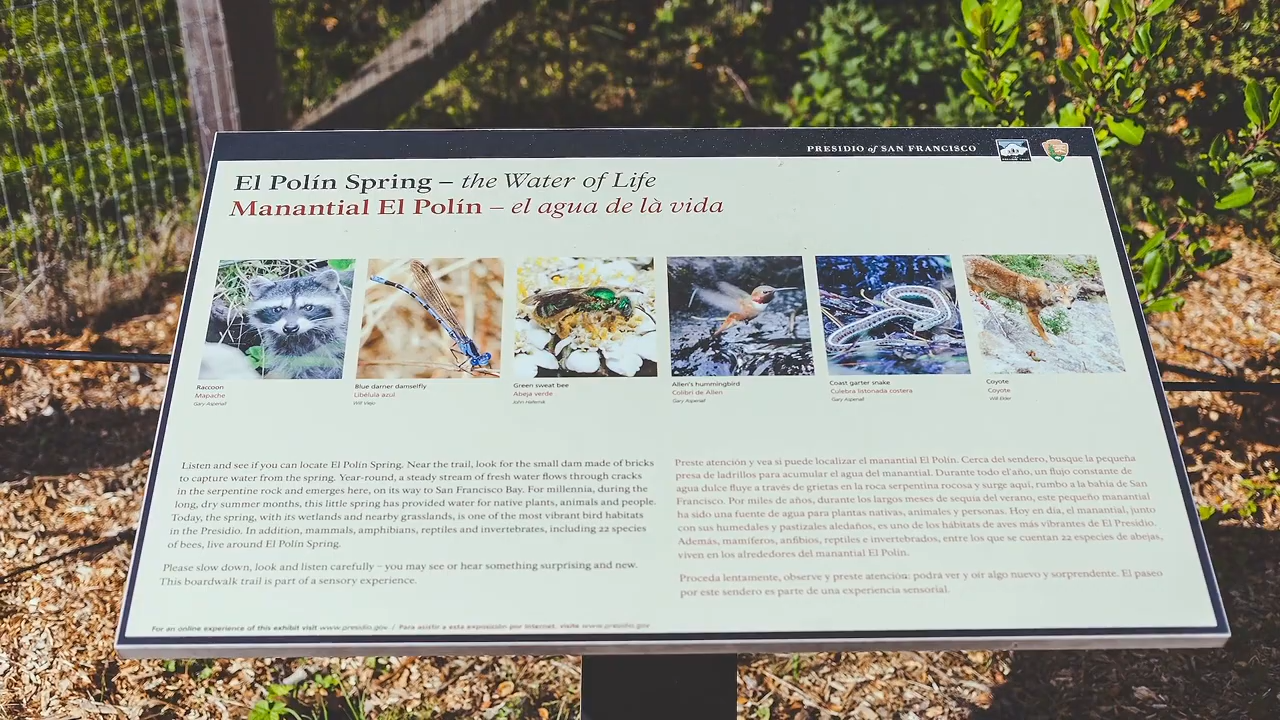 PRESIDIO of SAN FRANCISCO
El Polín Spring – the Water of Life
Manantial El Polín – el agua de là vida
Raccoon
Mapache
Gary Aspenall
Blue darner damselfly
Libélula azul
Will Viejo
Green sweat bee
Abeja verde
John Hafernik
Allen's hummingbird
Colibrí de Allen
Gary Aspenall
Coast garter snake
Culebra listonada costera
Gary Aspenall
Coyote
Coyote
Will Elder
Listen and see if you can locate El Polín Spring. Near the trail, look for the small dam made of bricks
to capture water from the spring. Year-round, a steady stream of fresh water flows through cracks
in the serpentine rock and emerges here, on its way to San Francisco Bay. For millennia, during the
long, dry summer months, this little spring has provided water for native plants, animals and people.
Today, the spring, with its wetlands and nearby grasslands, is one of the most vibrant bird habitats
in the Presidio. In addition, mammals, amphibians, reptiles and invertebrates, including 22 species
of bees, live around El Polín Spring.
Please slow down, look and listen carefully – you may see or hear something surprising and new.
This boardwalk trail is part of a sensory experience.
Preste atención y vea si puede localizar el manantial El Polín. Cerca del sendero, busque la pequeña
presa de ladrillos para acumular el agua del manantial. Durante todo el año, un flujo constante de
agua dulce fluye a través de grietas en la roca serpentina rocosa y surge aquí, rumbo a la bahía de San
Francisco. Por miles de años, durante los largos meses de sequia del verano, este pequeño manantial
ha sido una fuente de agua para plantas nativas, animales y personas. Hoy en día, el manantial, junto
con sus humedales y pastizales aledaños, es uno de los hábitats de aves más vibrantes de El Presidio.
Además, mamíferos, anfibios, reptiles e invertebrados, entre los que se cuentan 22 especies de abejas,
viven en los alrededores del manantial El Polín.
Proceda lentamente, observe y preste atención: podrá ver y oír algo nuevo y sorprendente. El paseo
por este sendero es parte de una experiencia sensorial.
For an online experience of this exhibit visit www.presidio.gov / Para asistir a esta exposición por Internet, visite www.presidio.gov